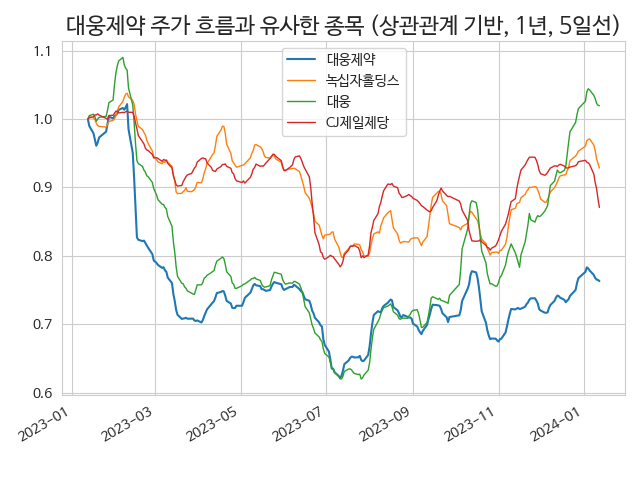 대웅제약 주가 흐름과 유사한 종목 (상관관계 기반, 1년, 5일선)
대웅제약
녹십자홀딩스
대웅
CJ제일제당
1.1
1.0
0.9
0.8
0.7
0.6
2023-01
2023-03
2023-05
2023-07
2023-09
2023-11
2024-01